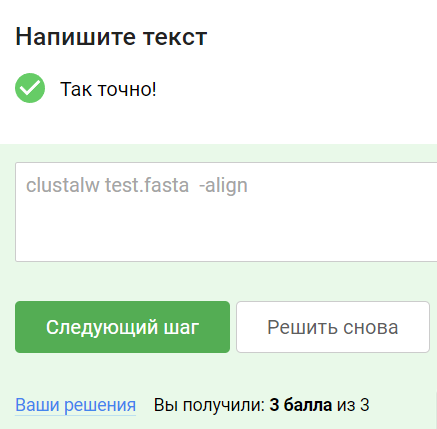 Напишите текст
Так точно!
clustalw test.fasta  -align
Следующий шаг
Решить снова
Ваши решения Вы получили: 3 балла из 3